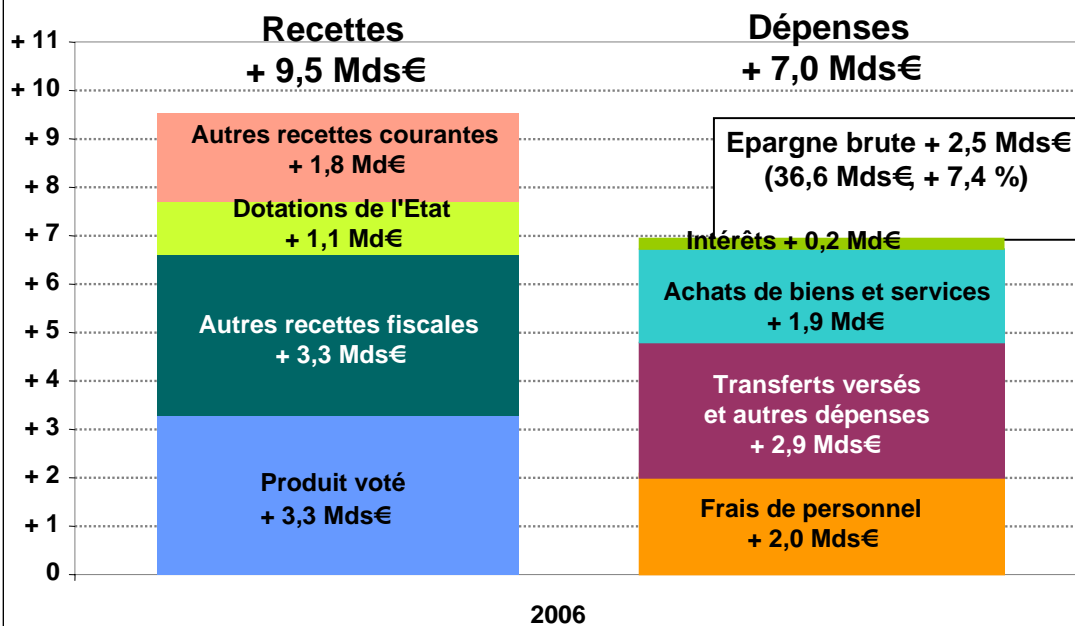 Recettes
+ 9,5 Mds€
Dépenses
+ 7,0 Mds€
+ 11
+ 10
+ 9
+ 8
+ 7
+ 6
+ 5
+ 4
+ 3
+ 2
+ 1
0
Autres recettes courantes
+ 1,8 Md€
Dotations de l'Etat
+ 1,1 Md€
Autres recettes fiscales
+ 3,3 Mds€
Produit voté
+ 3,3 Mds€
Epargne brute + 2,5 Mds€
(36,6 Mds€, + 7,4 %)
Intérêts + 0,2 Md€
Achats de biens et services
+ 1,9 Md€
Transferts versés
et autres dépenses
+ 2,9 Mds€
Frais de personnel
+ 2,0 Mds€
2006